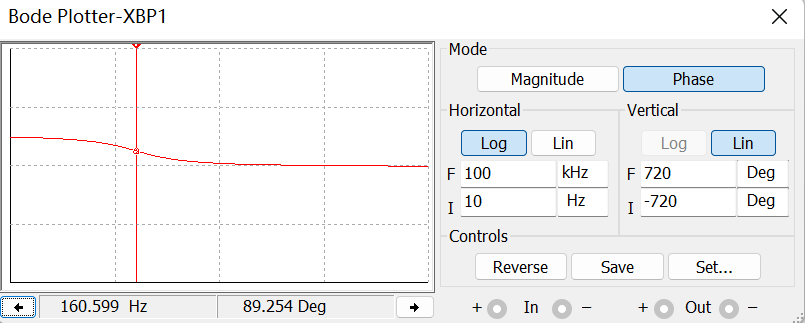 Bode Plotter-XBP1
Mode
Magnitude Phase
Horizontal Vertical
Log Lin Log Lin
F 100 kHz F 720 Deg
I 10 Hz I -720 Deg
Controls
Reverse Save Set...
160.599 Hz 89.254 Deg
+ In − + Out −